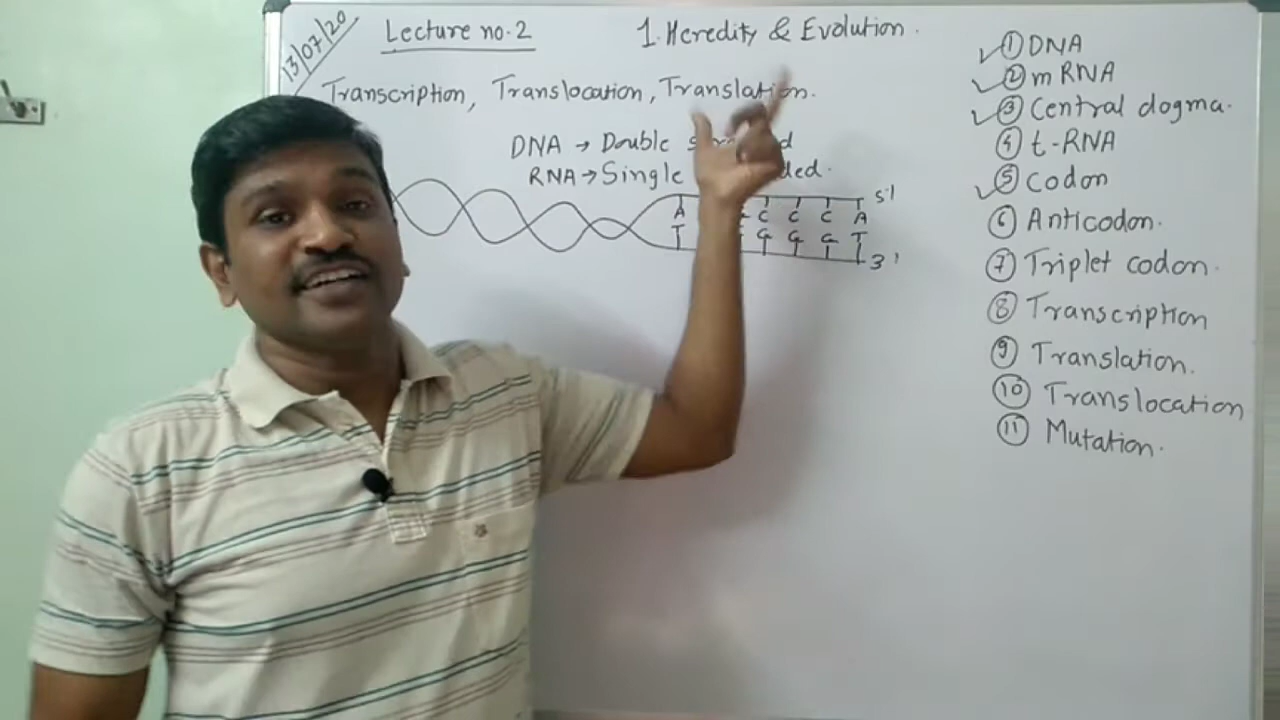 13/07/20
Lecture no. 2
1. Heredity & Evolution.
Transcription, Translocation, Translation.
DNA → Double
RNA → Single
5'
A C C C A
T G G G T
3'
① DNA
② mRNA
③ Central dogma.
④ t-RNA
⑤ Codon
⑥ Anticodon.
⑦ Triplet codon.
⑧ Transcription
⑨ Translation.
⑩ Translocation
⑪ Mutation.